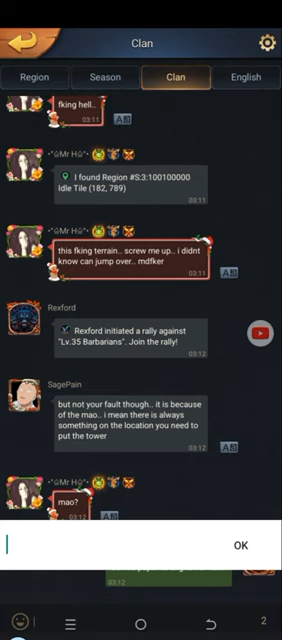 Clan
Region
Season
Clan
English
fking hell..
03:11
•°♤Mr H♤°•
I found Region #S:3:100100000
Idle Tile (182, 789)
03:11
•°♤Mr H♤°•
this fking terrain.. screw me up.. i didnt
know can jump over.. mdfker
03:11
Rexford
Rexford initiated a rally against
"Lv.35 Barbarians". Join the rally!
03:12
SagePain
but not your fault though.. it is because
of the mao.. i mean there is always
something on the location you need to
put the tower
03:12
•°♤Mr H♤°•
mao?
03:12
OK
03:12
2